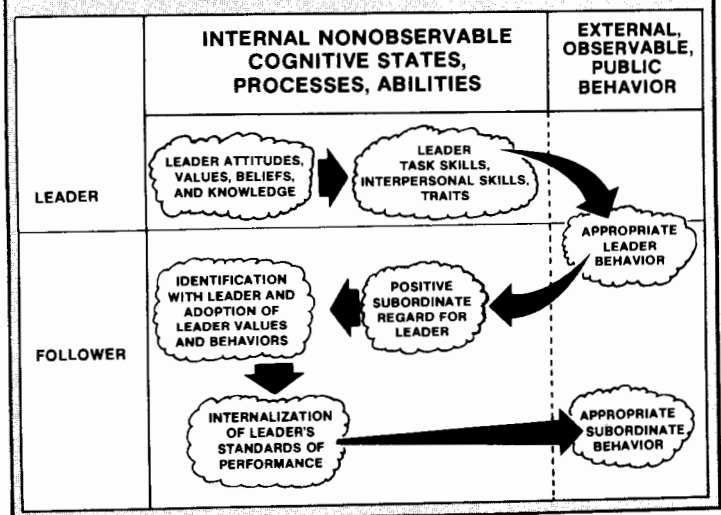 INTERNAL NONOBSERVABLE
COGNITIVE STATES,
PROCESSES, ABILITIES
EXTERNAL,
OBSERVABLE,
PUBLIC
BEHAVIOR
LEADER
LEADER ATTITUDES,
VALUES, BELIEFS,
AND KNOWLEDGE
LEADER
TASK SKILLS,
INTERPERSONAL SKILLS,
TRAITS
APPROPRIATE
LEADER
BEHAVIOR
FOLLOWER
IDENTIFICATION
WITH LEADER AND
ADOPTION OF
LEADER VALUES
AND BEHAVIORS
POSITIVE
SUBORDINATE
REGARD FOR
LEADER
INTERNALIZATION
OF LEADER'S
STANDARDS OF
PERFORMANCE
APPROPRIATE
SUBORDINATE
BEHAVIOR